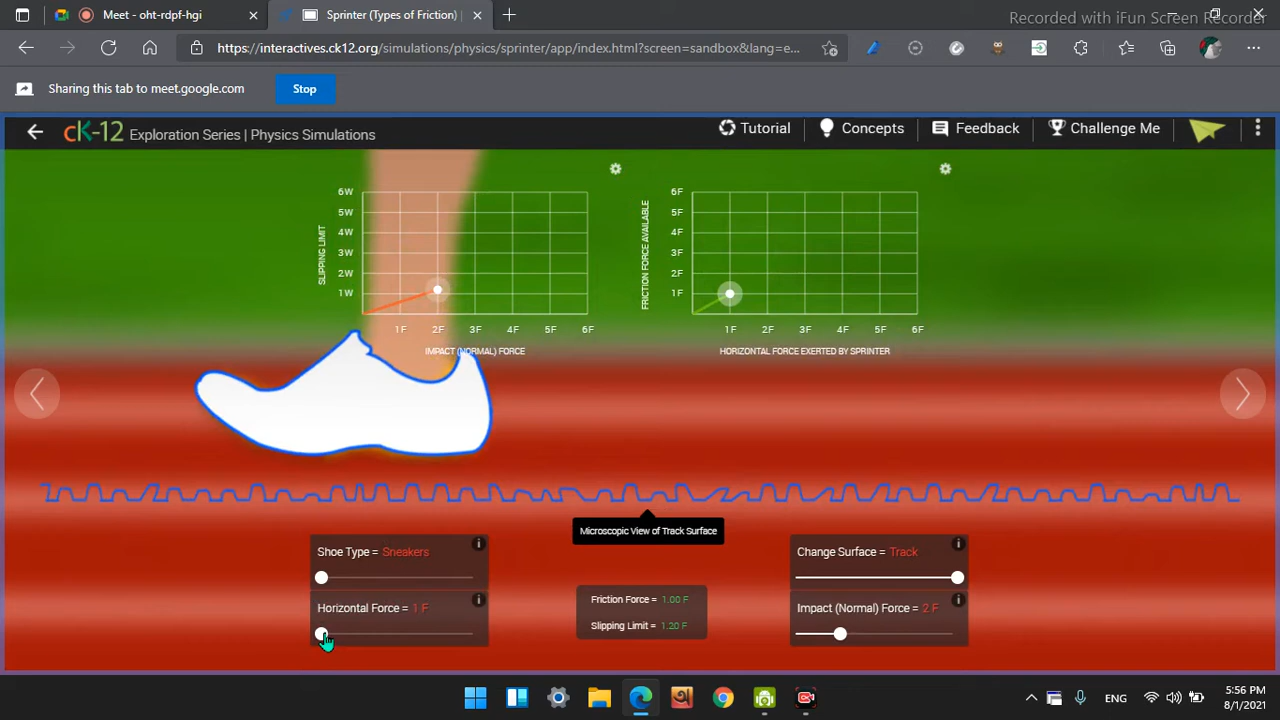 Meet - oht-rdpf-hgi
Sprinter (Types of Friction)
Recorded with iFun Screen Recorder
https://interactives.ck12.org/simulations/physics/sprinter/app/index.html?screen=sandbox&lang=e...
Sharing this tab to meet.google.com
Stop
cK-12 Exploration Series | Physics Simulations
Tutorial
Concepts
Feedback
Challenge Me
SLIPPING LIMIT
6W
5W
4W
3W
2W
1W
1F 2F 3F 4F 5F 6F
IMPACT (NORMAL) FORCE
FRICTION FORCE AVAILABLE
6F
5F
4F
3F
2F
1F
1F 2F 3F 4F 5F 6F
HORIZONTAL FORCE EXERTED BY SPRINTER
Microscopic View of Track Surface
Shoe Type = Sneakers
Horizontal Force = 1 F
Friction Force = 1.00 F
Slipping Limit = 1.20 F
Change Surface = Track
Impact (Normal) Force = 2 F
ENG
5:56 PM
8/1/2021